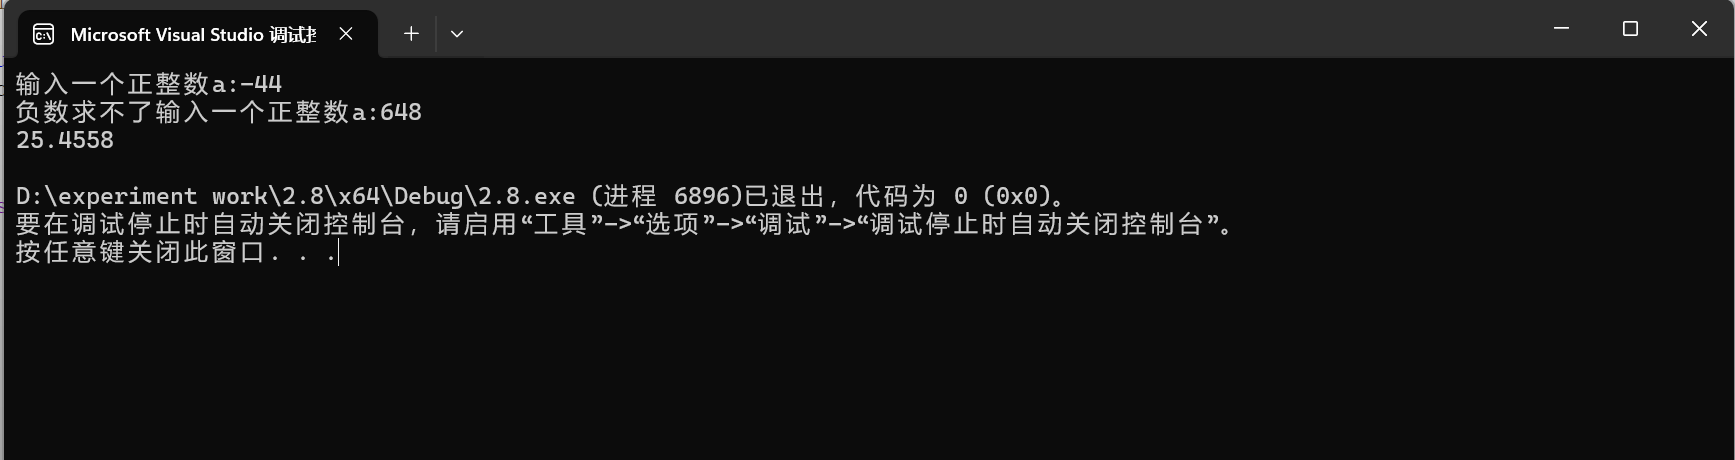 Microsoft Visual Studio 调试
输入一个正整数a:-44
负数求不了输入一个正整数a:648
25.4558
D:\experiment work\2.8\x64\Debug\2.8.exe (进程 6896)已退出，代码为 0 (0x0)。
要在调试停止时自动关闭控制台，请启用“工具”->“选项”->“调试”->“调试停止时自动关闭控制台”。
按任意键关闭此窗口. . .